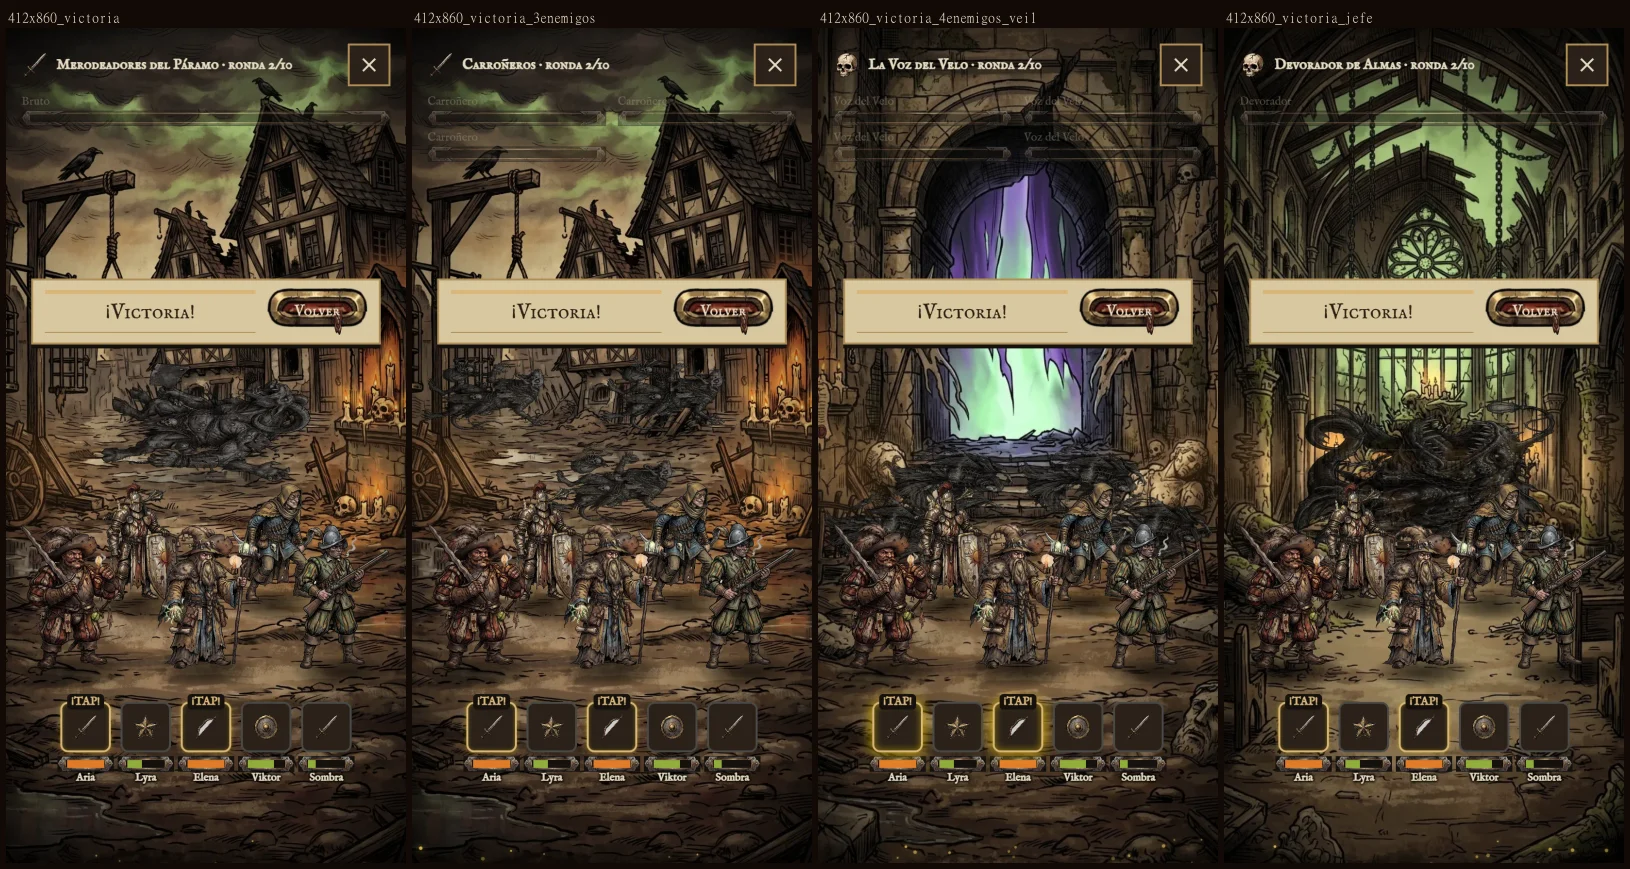 412x860_victoria
Merodeadores del Páramo · ronda 2/10
Bruto
¡Victoria!
Volver
¡TAP!
¡TAP!
Aria
Lyra
Elena
Viktor
Sombra
412x860_victoria_3enemigos
Carroñeros · ronda 2/10
Carroñero
Carroñero
Carroñero
¡Victoria!
Volver
¡TAP!
¡TAP!
Aria
Lyra
Elena
Viktor
Sombra
412x860_victoria_4enemigos_veil
La Voz del Velo · ronda 2/10
Voz del Velo
Voz del Velo
Voz del Velo
Voz del Velo
¡Victoria!
Volver
¡TAP!
¡TAP!
Aria
Lyra
Elena
Viktor
Sombra
412x860_victoria_jefe
Devorador de Almas · ronda 2/10
Devorador
¡Victoria!
Volver
¡TAP!
¡TAP!
Aria
Lyra
Elena
Viktor
Sombra